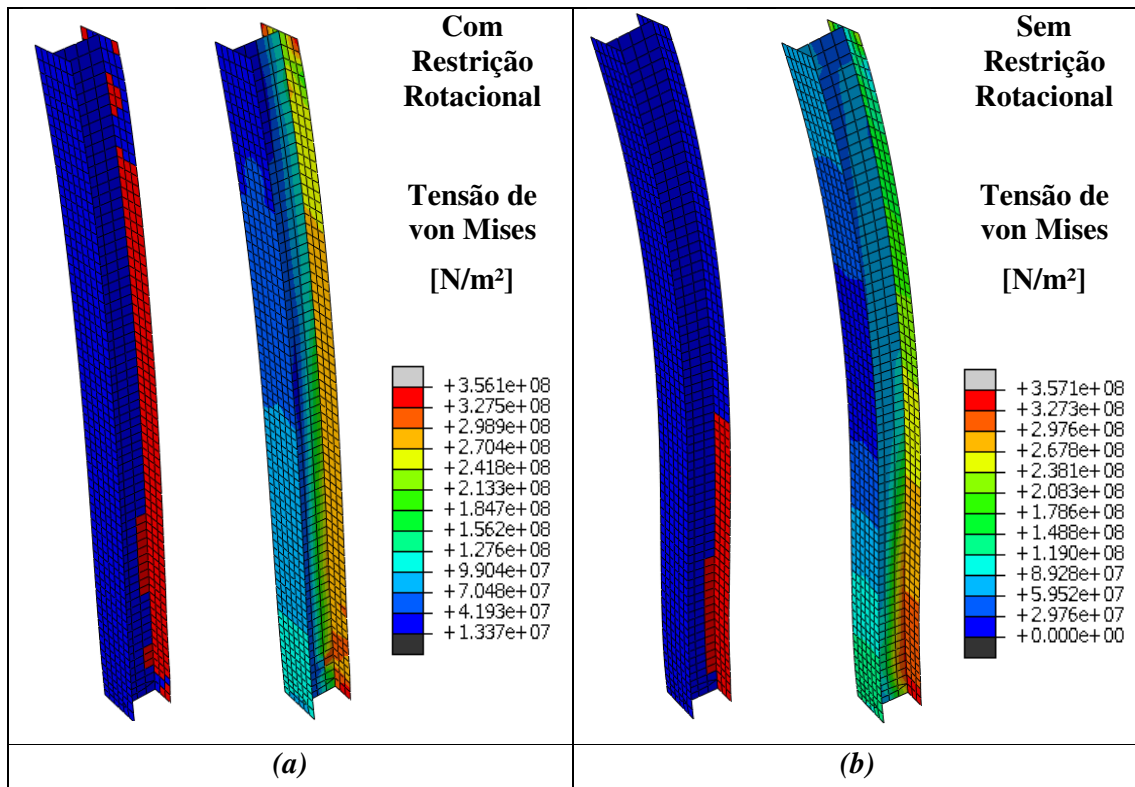 Com
Restrição
Rotacional
Tensão de
von Mises
[N/m²]
+3.561e+08
+3.275e+08
+2.989e+08
+2.704e+08
+2.418e+08
+2.133e+08
+1.847e+08
+1.562e+08
+1.276e+08
+9.904e+07
+7.048e+07
+4.193e+07
+1.337e+07
(a)
Sem
Restrição
Rotacional
Tensão de
von Mises
[N/m²]
+3.571e+08
+3.273e+08
+2.976e+08
+2.678e+08
+2.381e+08
+2.083e+08
+1.786e+08
+1.488e+08
+1.190e+08
+8.928e+07
+5.952e+07
+2.976e+07
+0.000e+00
(b)